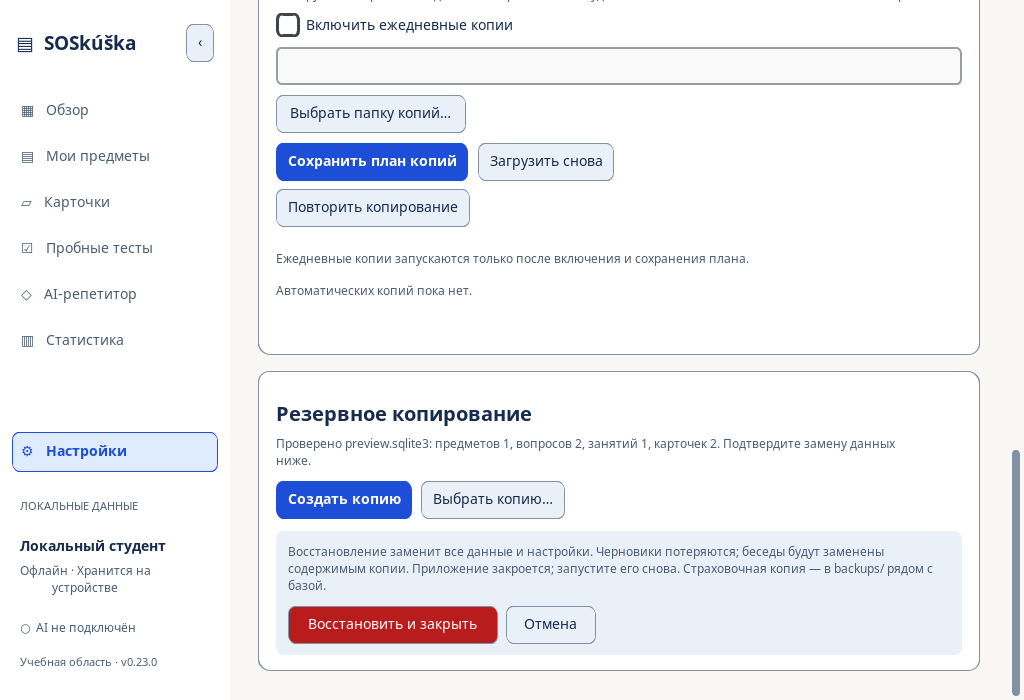 SOSkúška
Обзор
Мои предметы
Карточки
Пробные тесты
AI-репетитор
Статистика
Настройки
ЛОКАЛЬНЫЕ ДАННЫЕ
Локальный студент
Офлайн · Хранится на
устройстве
AI не подключён
Учебная область · v0.23.0
Включить ежедневные копии
Выбрать папку копий…
Сохранить план копий
Загрузить снова
Повторить копирование
Ежедневные копии запускаются только после включения и сохранения плана.
Автоматических копий пока нет.
Резервное копирование
Проверено preview.sqlite3: предметов 1, вопросов 2, занятий 1, карточек 2. Подтвердите замену данных
ниже.
Создать копию
Выбрать копию…
Восстановление заменит все данные и настройки. Черновики потеряются; беседы будут заменены
содержимым копии. Приложение закроется; запустите его снова. Страховочная копия — в backups/ рядом с
базой.
Восстановить и закрыть
Отмена